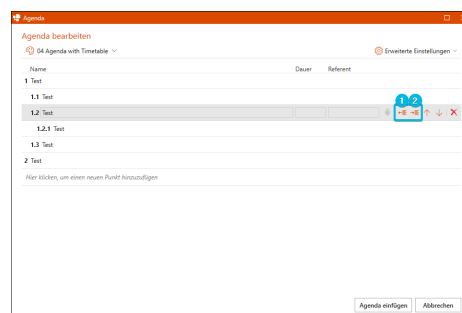 Agenda
Agenda bearbeiten
04 Agenda with Timetable
Erweiterte Einstellungen
Name Dauer Referent
1 Test
1.1 Test
1 2
1.2 Test
1.2.1 Test
1.3 Test
2 Test
Hier klicken, um einen neuen Punkt hinzuzufügen
Agenda einfügen Abbrechen